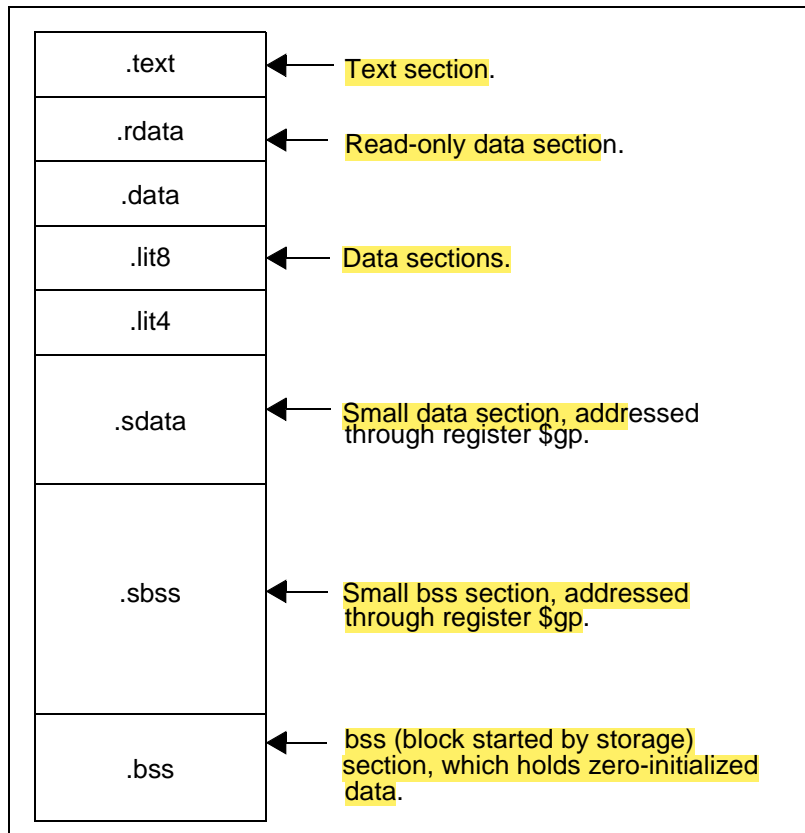 .text
Text section.
.rdata
Read-only data section.
.data
.lit8
Data sections.
.lit4
.sdata
Small data section, addressed
through register $gp.
.sbss
Small bss section, addressed
through register $gp.
.bss
bss (block started by storage)
section, which holds zero-initialized
data.